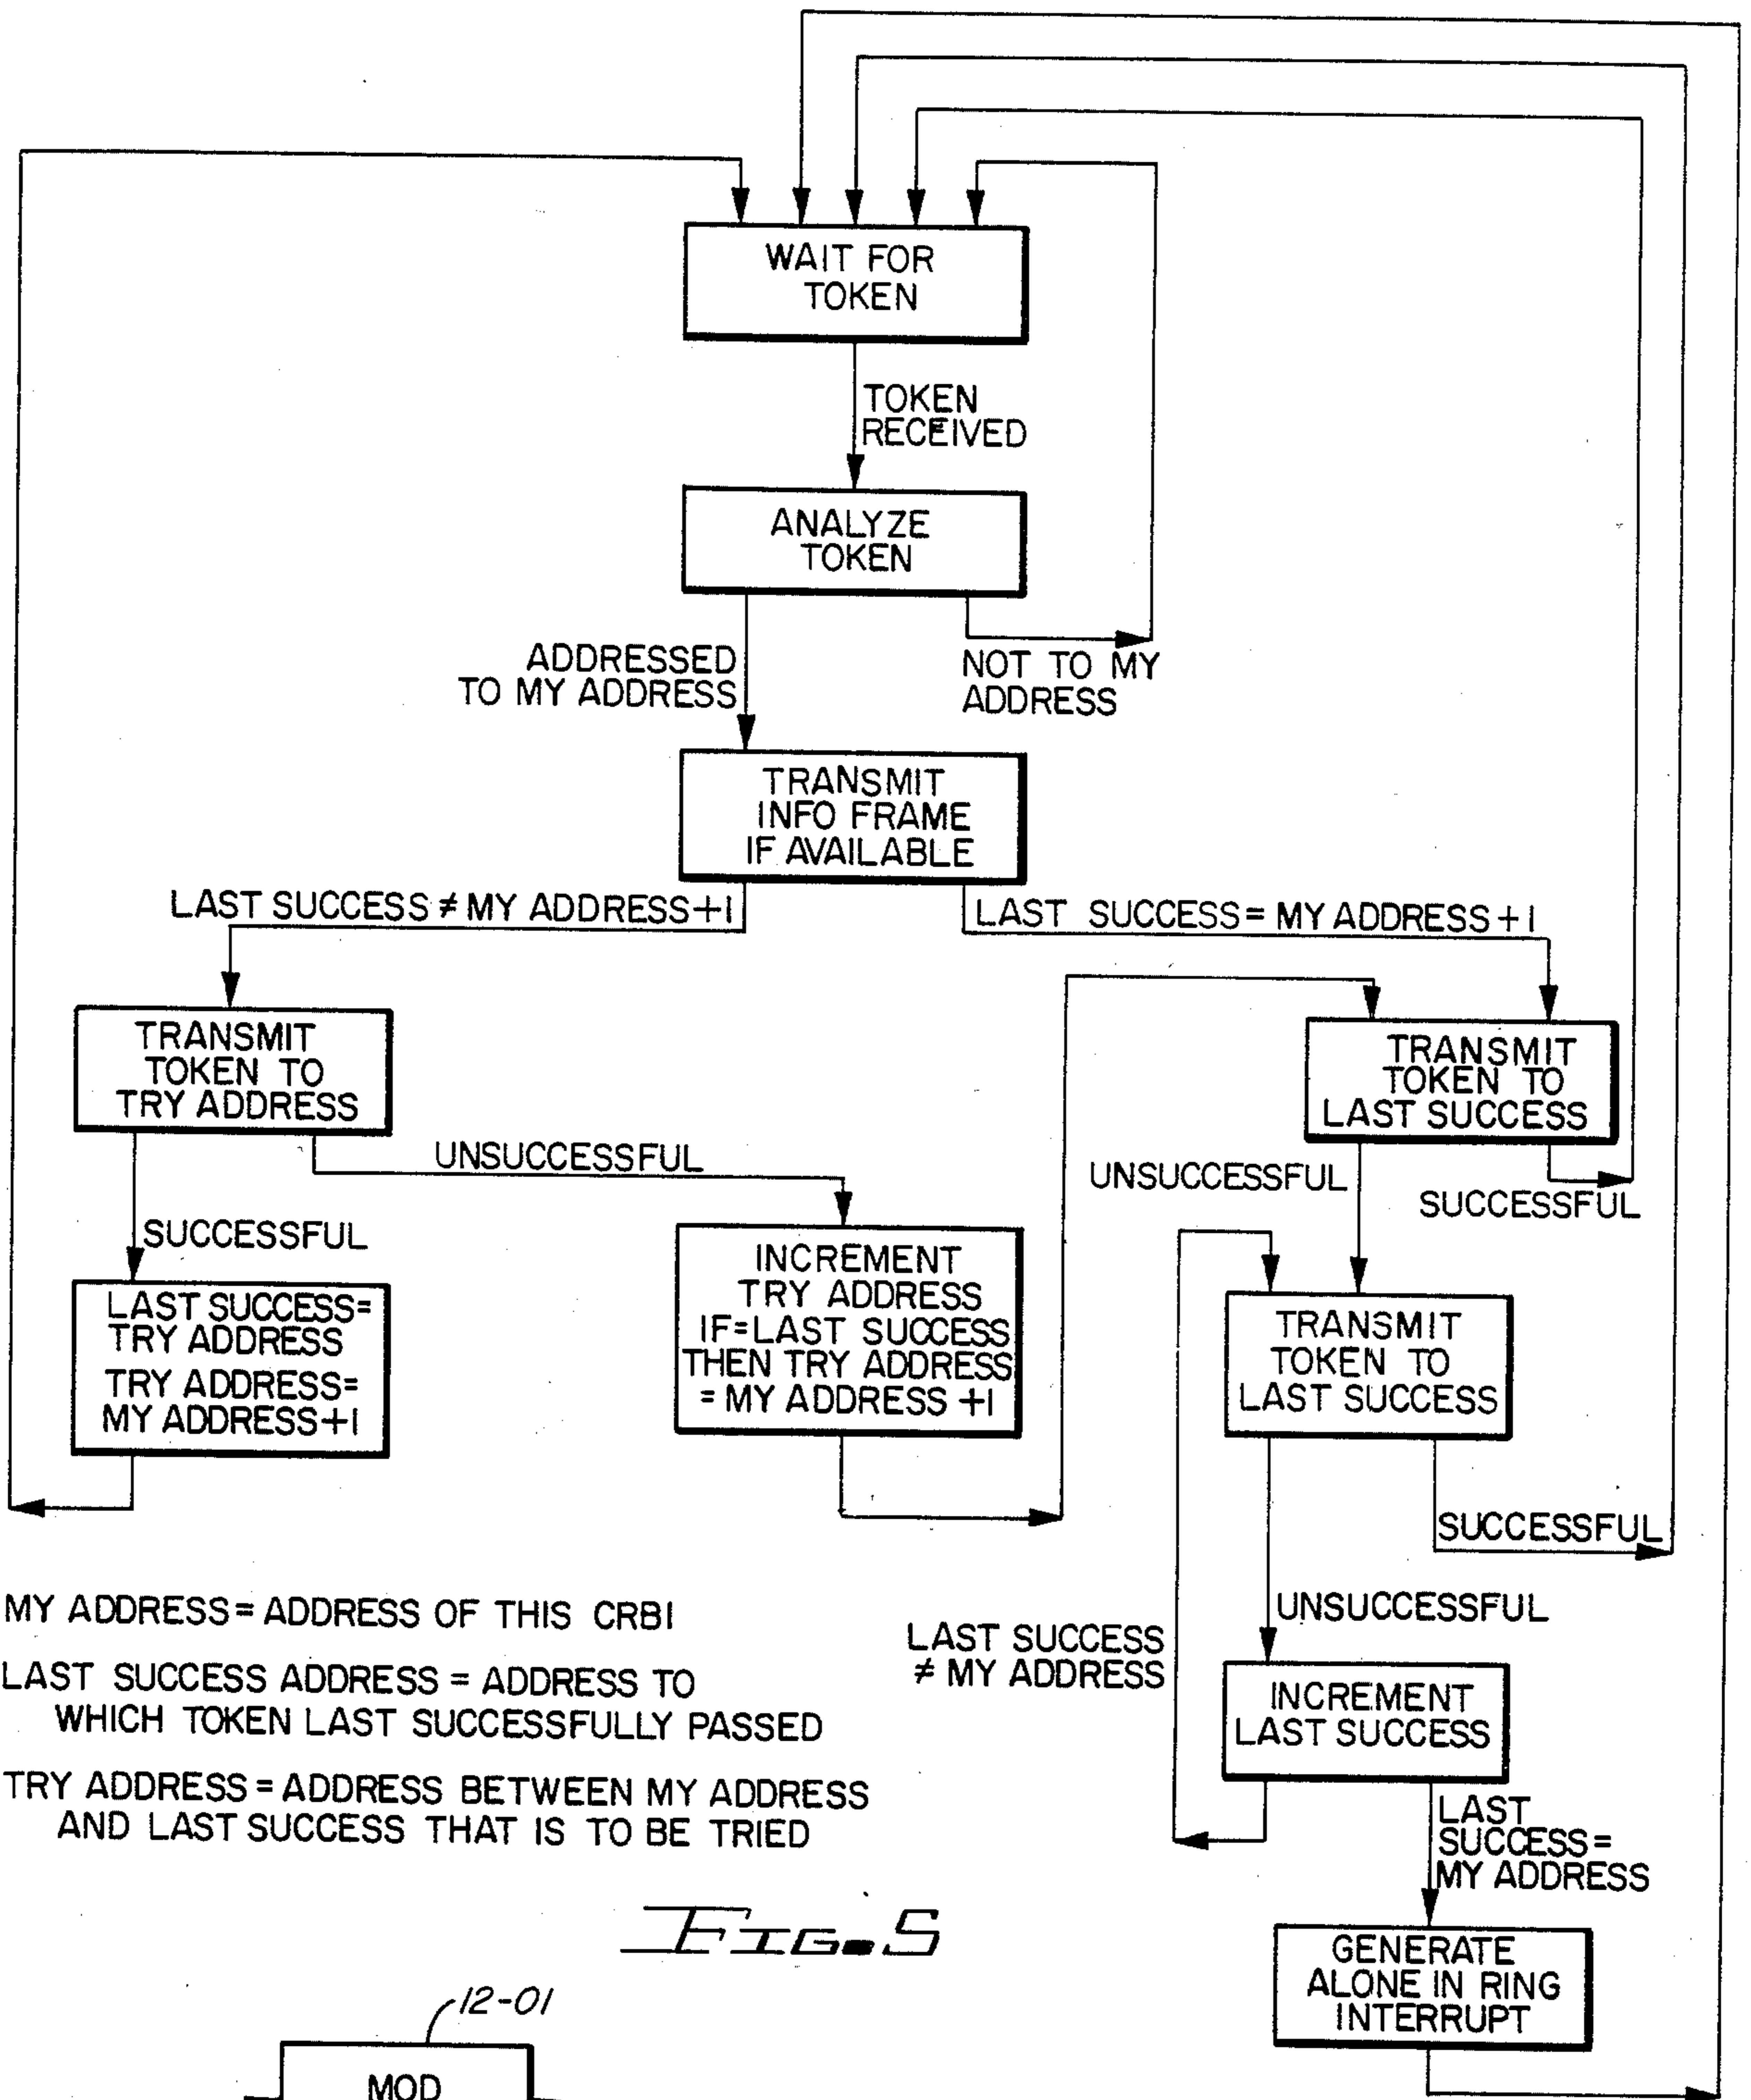 WAIT FOR
TOKEN
TOKEN
RECEIVED
ANALYZE
TOKEN
ADDRESSED
TO MY ADDRESS
NOT TO MY
ADDRESS
TRANSMIT
INFO FRAME
IF AVAILABLE
LAST SUCCESS ≠ MY ADDRESS+1
LAST SUCCESS = MY ADDRESS +1
TRANSMIT
TOKEN TO
TRY ADDRESS
TRANSMIT
TOKEN TO
LAST SUCCESS
UNSUCCESSFUL
UNSUCCESSFUL
SUCCESSFUL
SUCCESSFUL
LAST SUCCESS=
TRY ADDRESS
TRY ADDRESS=
MY ADDRESS+1
INCREMENT
TRY ADDRESS
IF=LAST SUCCESS
THEN TRY ADDRESS
= MY ADDRESS +1
TRANSMIT
TOKEN TO
LAST SUCCESS
SUCCESSFUL
UNSUCCESSFUL
LAST SUCCESS
≠ MY ADDRESS
INCREMENT
LAST SUCCESS
LAST
SUCCESS=
MY ADDRESS
GENERATE
ALONE IN RING
INTERRUPT
MY ADDRESS = ADDRESS OF THIS CRBI
LAST SUCCESS ADDRESS = ADDRESS TO
WHICH TOKEN LAST SUCCESSFULLY PASSED
TRY ADDRESS = ADDRESS BETWEEN MY ADDRESS
AND LAST SUCCESS THAT IS TO BE TRIED
FIG. 5
12-01
MOD